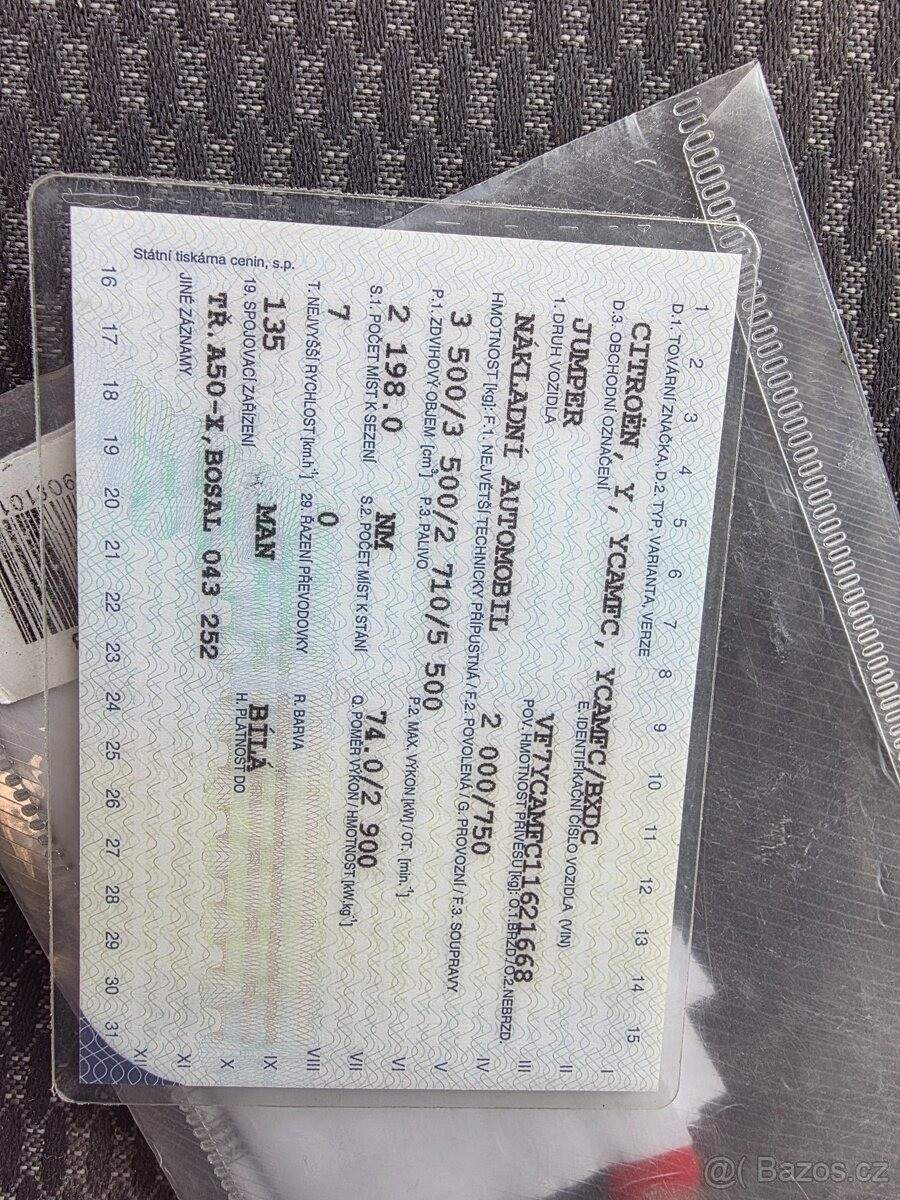 1 2 3 4 5 6 7 8 9 10 11 12 13 14 15
D.1. TOVÁRNÍ ZNAČKA, D.2. TYP, VARIANTA, VERZE
CITROËN, Y, YCAMFC, YCAMFC/BXDC
D.3. OBCHODNÍ OZNAČENÍ E. IDENTIFIKAČNÍ ČÍSLO VOZIDLA (VIN)
JUMPER VF7YCAMFC11621668
1. DRUH VOZIDLA POV. HMOTNOST PŘÍVĚSU [kg]: O.1.BRZD./O.2.NEBRZD.
NÁKLADNÍ AUTOMOBIL 2 000/750
HMOTNOST [kg]: F.1. NEJVĚTŠÍ TECHNICKY PŘÍPUSTNÁ / F.2. POVOLENÁ / G. PROVOZNÍ / F.3. SOUPRAVY
3 500/3 500/2 710/5 500
P.1. ZDVIHOVÝ OBJEM [cm³] P.3. PALIVO P.2. MAX. VÝKON [kW] / OT. [min.⁻¹]
2 198.0 NM 74.0/2 900
S.1. POČET MÍST K SEZENÍ S.2. POČET MÍST K STÁNÍ Q. POMĚR VÝKON / HMOTNOST [kW.kg⁻¹]
7 0
T. NEJVYŠŠÍ RYCHLOST [km.h⁻¹] 29. ŘAZENÍ PŘEVODOVKY R. BARVA
135 MAN BÍLÁ
19. SPOJOVACÍ ZAŘÍZENÍ H. PLATNOST DO
TŘ.A50-X,BOSAL 043 252
JINÉ ZÁZNAMY
Státní tiskárna cenin, s.p.
16 17 18 19 20 21 22 23 24 25 26 27 28 29 30 31
I
II
III
IV
V
VI
VII
VIII
IX
X
XI
XII
Bazos.cz